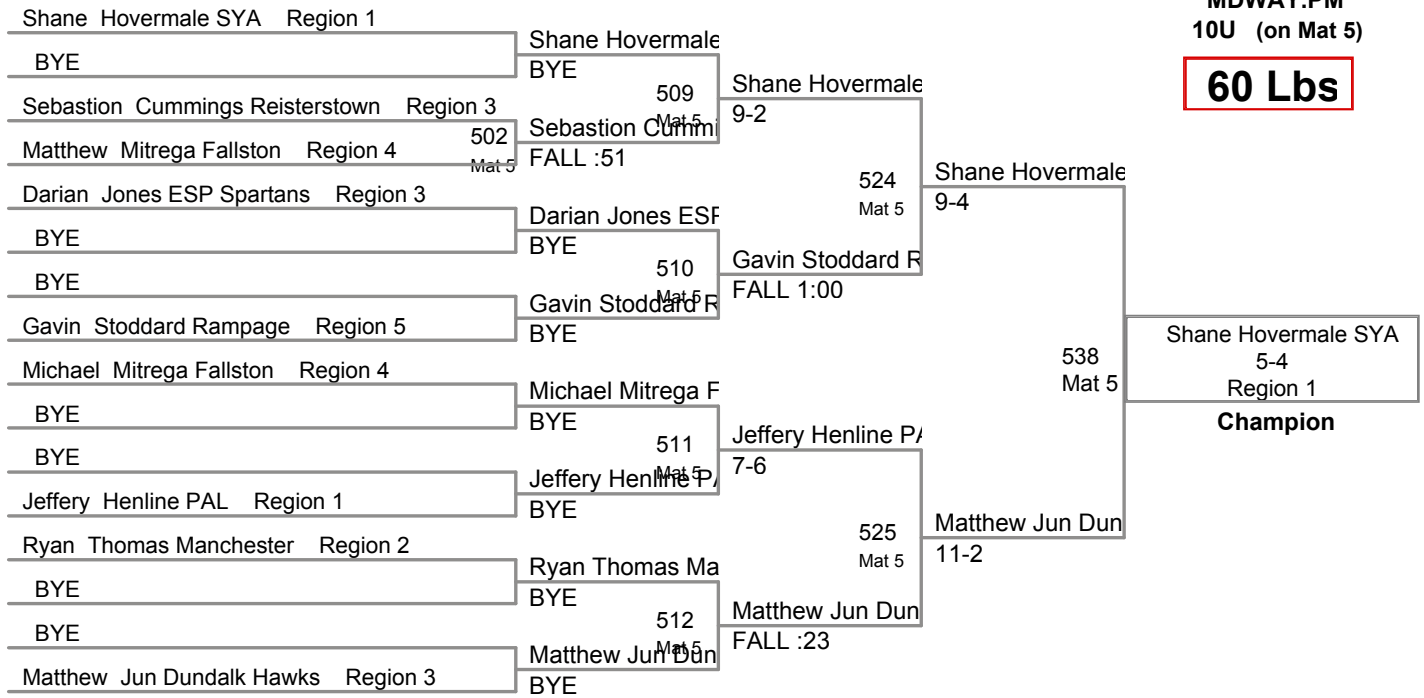 MDWAY.PM
10U (on Mat 5)
60 Lbs
Shane Hovermale SYA Region 1
BYE
Sebastion Cummings Reisterstown Region 3
Matthew Mitrega Fallston Region 4
Darian Jones ESP Spartans Region 3
BYE
BYE
Gavin Stoddard Rampage Region 5
Michael Mitrega Fallston Region 4
BYE
BYE
Jeffery Henline PAL Region 1
Ryan Thomas Manchester Region 2
BYE
BYE
Matthew Jun Dundalk Hawks Region 3
502
Mat 5
Shane Hovermale
BYE
509
Mat 5
Sebastion Cummi
FALL :51
Darian Jones ESP
BYE
510
Mat 5
Gavin Stoddard R
BYE
Michael Mitrega F
BYE
511
Mat 5
Jeffery Henline PA
BYE
Ryan Thomas Ma
BYE
512
Mat 5
Matthew Jun Dun
BYE
Shane Hovermale
9-2
524
Mat 5
Gavin Stoddard R
FALL 1:00
Jeffery Henline PA
7-6
525
Mat 5
Matthew Jun Dun
FALL :23
Shane Hovermale
9-4
538
Mat 5
Matthew Jun Dun
11-2
Shane Hovermale SYA
5-4
Region 1
Champion